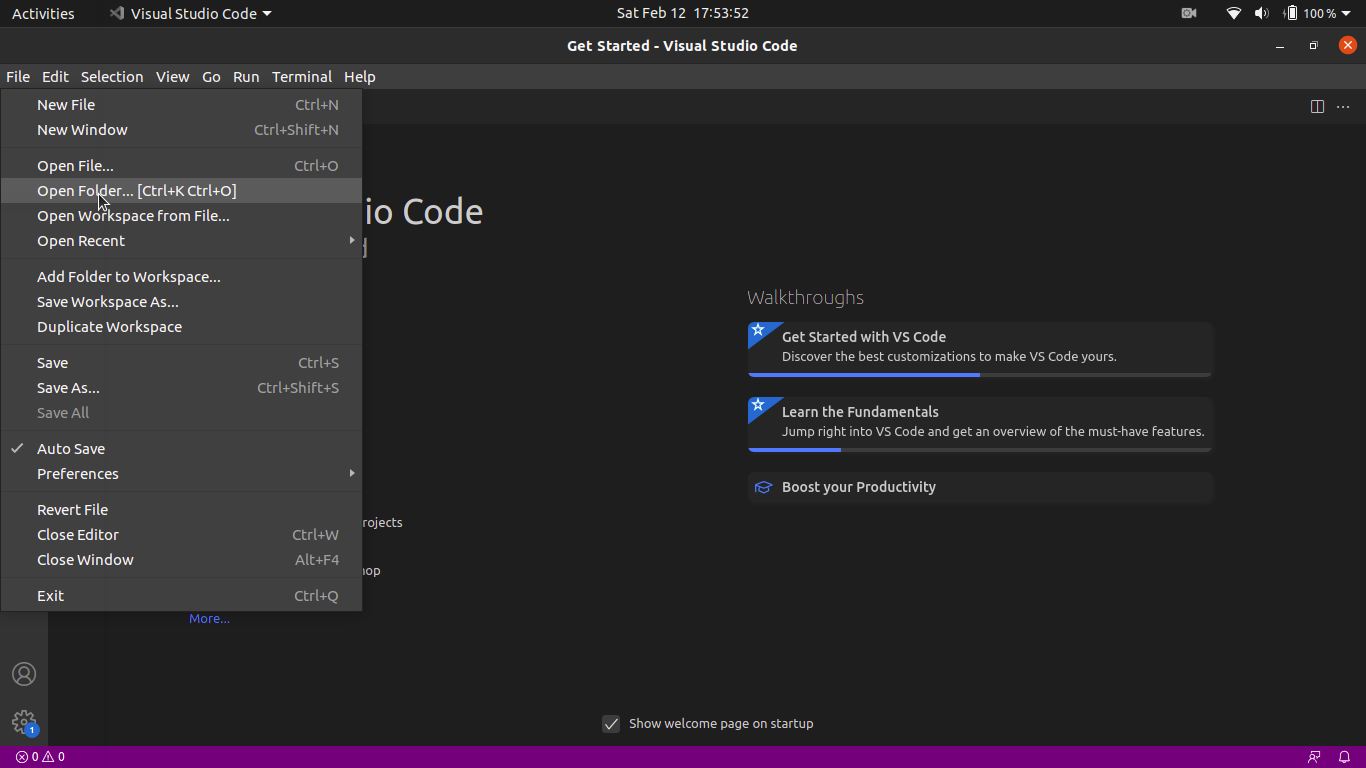 Activities Visual Studio Code Sat Feb 12 17:53:52 100 %
Get Started - Visual Studio Code
File Edit Selection View Go Run Terminal Help
New File Ctrl+N
New Window Ctrl+Shift+N
Open File... Ctrl+O
Open Folder... [Ctrl+K Ctrl+O]
Open Workspace from File...
Open Recent
Add Folder to Workspace...
Save Workspace As...
Duplicate Workspace
Save Ctrl+S
Save As... Ctrl+Shift+S
Save All
Auto Save
Preferences
Revert File
Close Editor Ctrl+W
Close Window Alt+F4
Exit Ctrl+Q
io Code
Walkthroughs
Get Started with VS Code
Discover the best customizations to make VS Code yours.
Learn the Fundamentals
Jump right into VS Code and get an overview of the must-have features.
Boost your Productivity
rojects
hop
More...
1
Show welcome page on startup
0 0